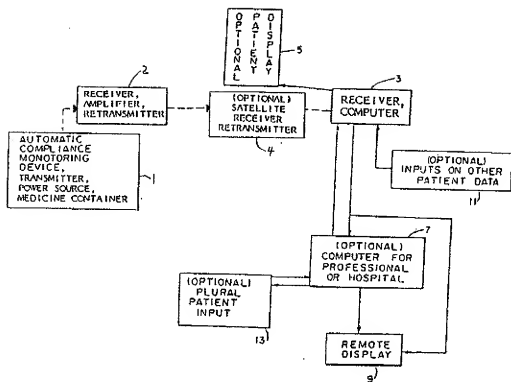 OPTIONAL
PATIENT
DISPLAY
5
2
RECEIVER,
AMPLIFIER,
RETRANSMITTER
(OPTIONAL)
SATELLITE
RECEIVER
RETRANSMITTER
4
3
RECEIVER,
COMPUTER
AUTOMATIC
COMPLIANCE
MONOTORING
DEVICE,
TRANSMITTER,
POWER SOURCE,
MEDICINE CONTAINER
1
(OPTIONAL)
INPUTS ON OTHER
PATIENT DATA
11
7
(OPTIONAL)
COMPUTER FOR
PROFESSIONAL
OR HOSPITAL
(OPTIONAL)
PLURAL
PATIENT
INPUT
13
REMOTE
DISPLAY
9